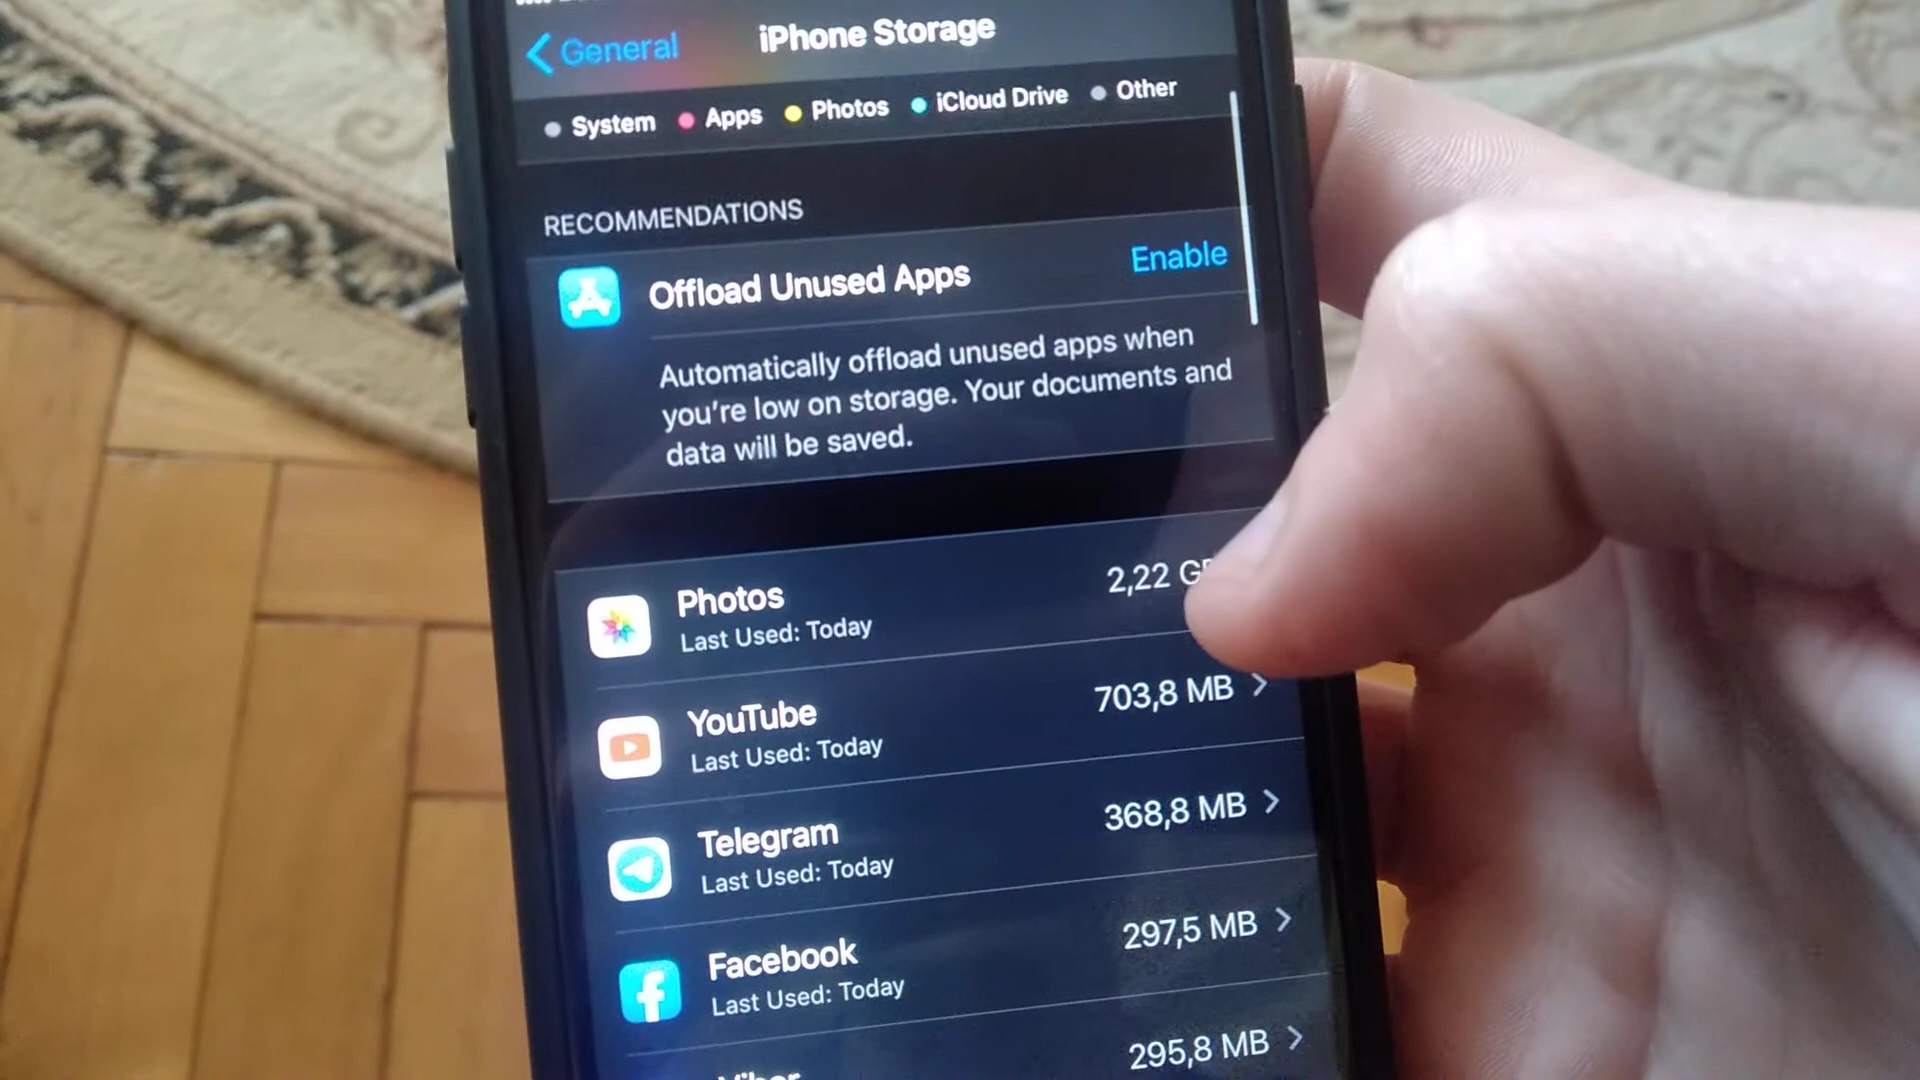 General
iPhone Storage
System Apps Photos iCloud Drive Other
RECOMMENDATIONS
Offload Unused Apps
Enable
Automatically offload unused apps when
you're low on storage. Your documents and
data will be saved.
Photos
2,22
Last Used: Today
YouTube
703,8 MB
Last Used: Today
Telegram
368,8 MB
Last Used: Today
Facebook
297,5 MB
Last Used: Today
295,8 MB